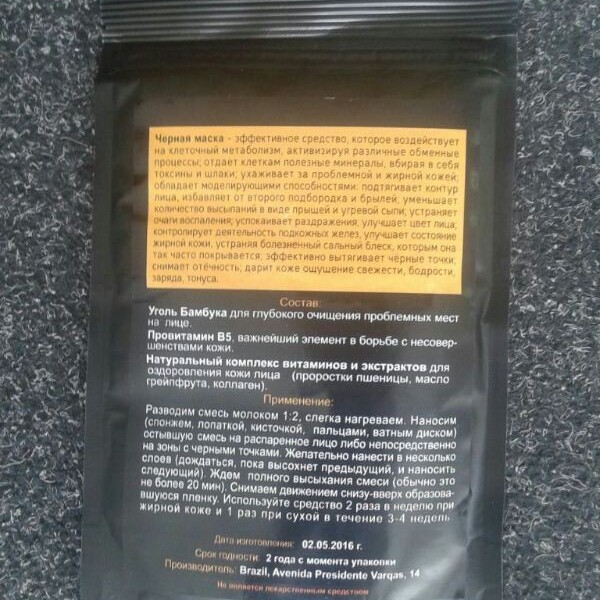 Черная маска - эффективное средство, которое воздействует
на клеточный метаболизм, активизируя различные обменные
процессы; отдает клеткам полезные минералы, вбирая в себя
токсины и шлаки; ухаживает за проблемной и жирной кожей;
обладает моделирующими способностями: подтягивает контур
лица, избавляет от второго подбородка и брылей; уменьшает
количество высыпаний в виде прыщей и угревой сыпи; устраняет
очаги воспаления; успокаивает раздражения, улучшает цвет лица;
контролирует деятельность подкожных желез, улучшает состояние
жирной кожи, устраняя болезненный сальный блеск, которым она
так часто покрывается; эффективно вытягивает чёрные точки;
снимает отёчность; дарит коже ощущение свежести, бодрости,
заряда, тонуса.
Состав:
Уголь Бамбука для глубокого очищения проблемных мест
на лице.
Провитамин B5, важнейший элемент в борьбе с несовер-
шенствами кожи.
Натуральный комплекс витаминов и экстрактов для
оздоровления кожи лица (проростки пшеницы, масло
грейпфрута, коллаген).
Применение:
Разводим смесь молоком 1:2, слегка нагреваем. Наносим
(спонжем, лопаткой, кисточкой, пальцами, ватным диском)
остывшую смесь на распаренное лицо либо непосредственно
на зоны с черными точками. Желательно нанести в несколько
слоев (дождаться, пока высохнет предыдущий, и наносить
следующий). Ждем полного высыхания смеси (обычно это
не более 20 мин). Снимаем движением снизу-вверх образова-
вшуюся пленку. Используйте средство 2 раза в неделю при
жирной коже и 1 раз при сухой в течение 3-4 недель
Дата изготовления: 02.05.2016 г.
Срок годности: 2 года с момента упаковки
Производитель: Brazil, Avenida Presidente Vargas, 14
Не является лекарственным средством